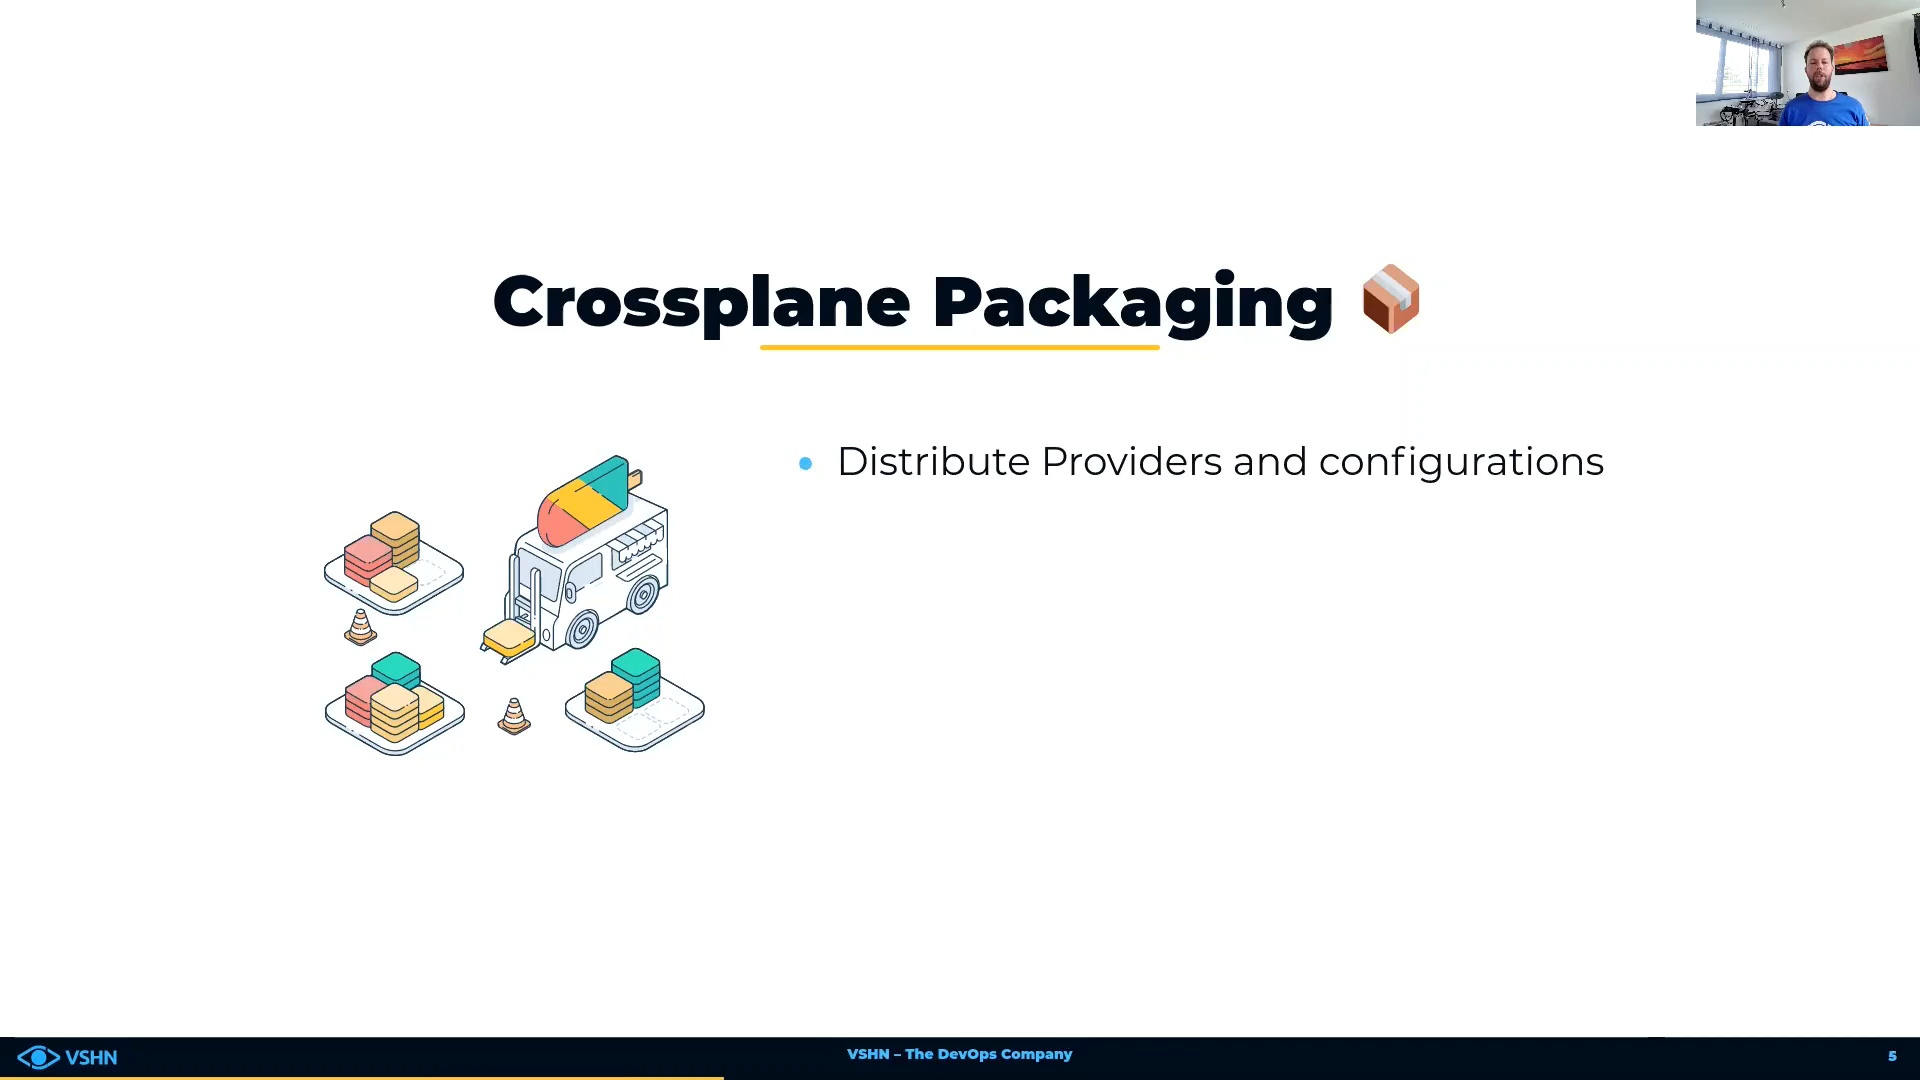 Crossplane Packaging
Distribute Providers and configurations
VSHN
VSHN – The DevOps Company
5